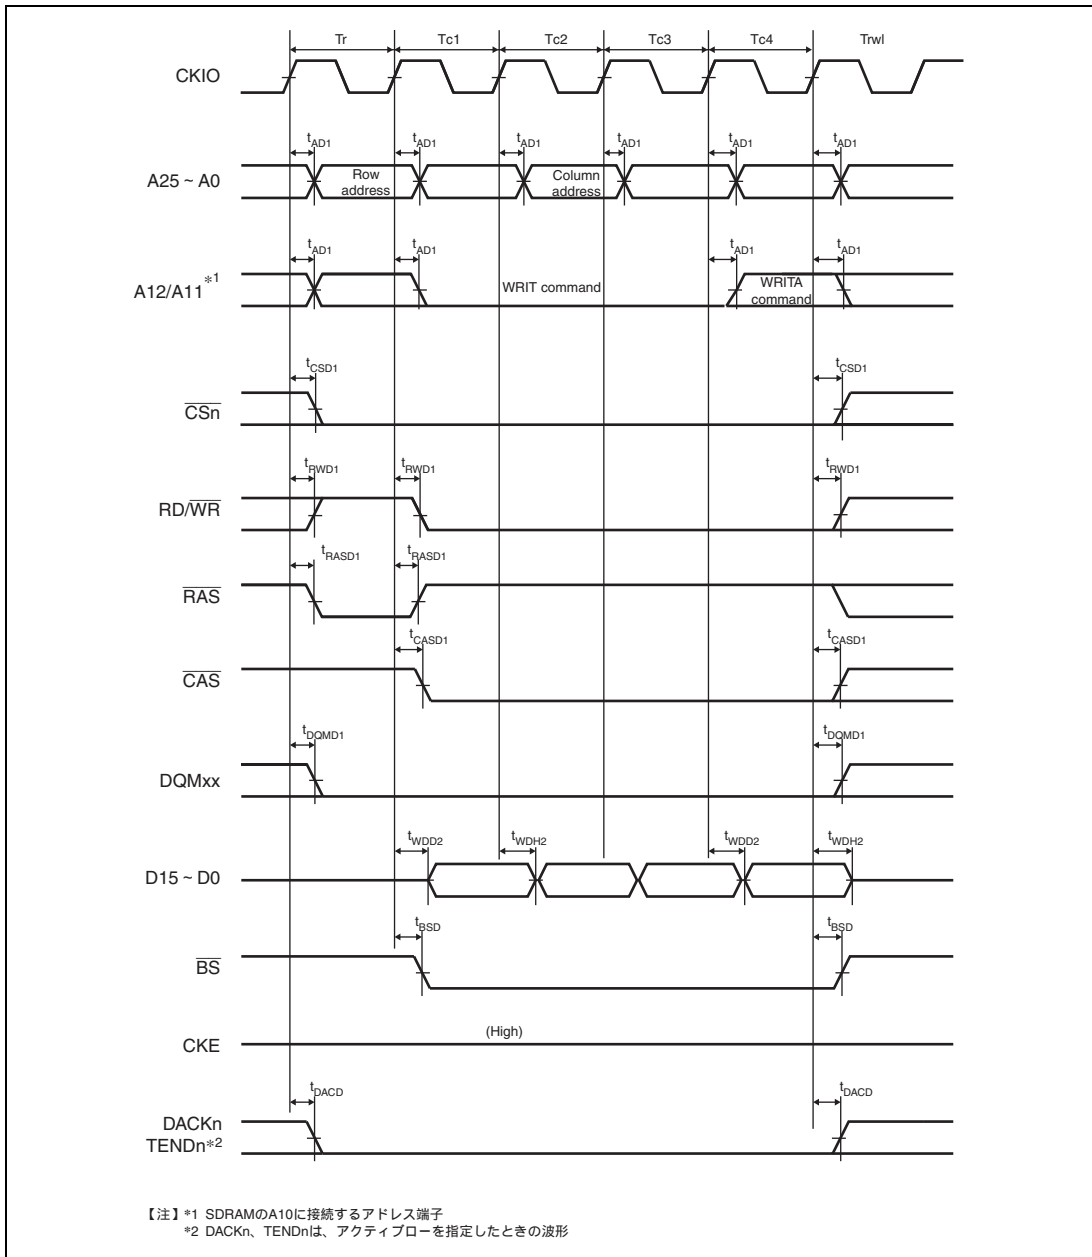 Tr Tc1 Tc2 Tc3 Tc4 Trwl
CKIO
tAD1 tAD1 tAD1 tAD1 tAD1 tAD1
A25 ~ A0
Row address
Column address
tAD1 tAD1 tAD1 tAD1
A12/A11*1
WRIT command
WRITA command
tCSD1 tCSD1
CSn
tRWD1 tRWD1 tRWD1
RD/WR
tRASD1 tRASD1
RAS
tCASD1 tCASD1
CAS
tDQMD1 tDQMD1
DQMxx
tWDD2 tWDH2 tWDD2 tWDH2
D15 ~ D0
tBSD tBSD
BS
(High)
CKE
tDACD tDACD
DACKn
TENDn*2
【注】*1 SDRAMのA10に接続するアドレス端子
*2 DACKn、TENDnは、アクティブローを指定したときの波形